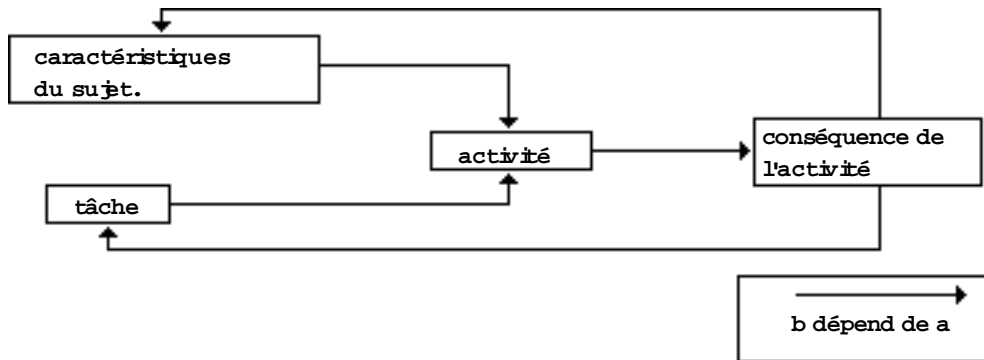 caractéristiques
du sujet.
activité
conséquence de
l'activité
tâche
b dépend de a